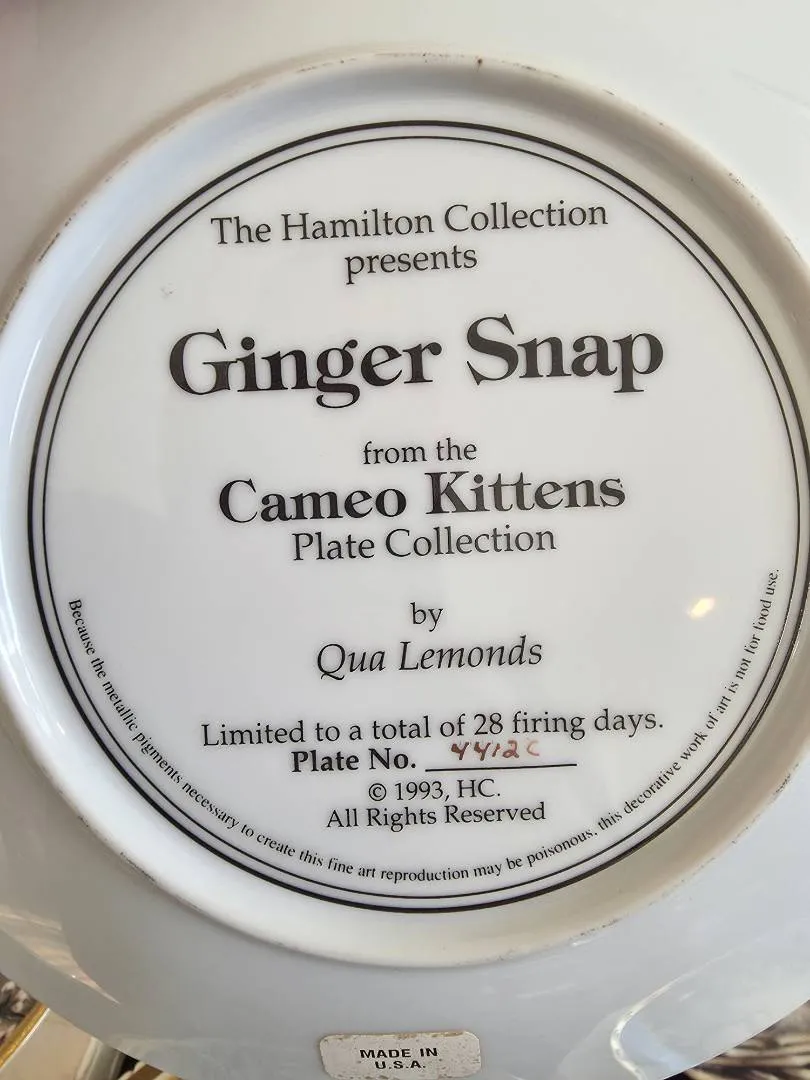 The Hamilton Collection
presents
Ginger Snap
from the
Cameo Kittens
Plate Collection
by
Qua Lemonds
Limited to a total of 28 firing days.
Plate No. 4412C
© 1993, HC.
All Rights Reserved
Because the metallic pigments necessary to create this fine art reproduction may be poisonous, this decorative work of art is not for food use.
MADE IN
U.S.A.